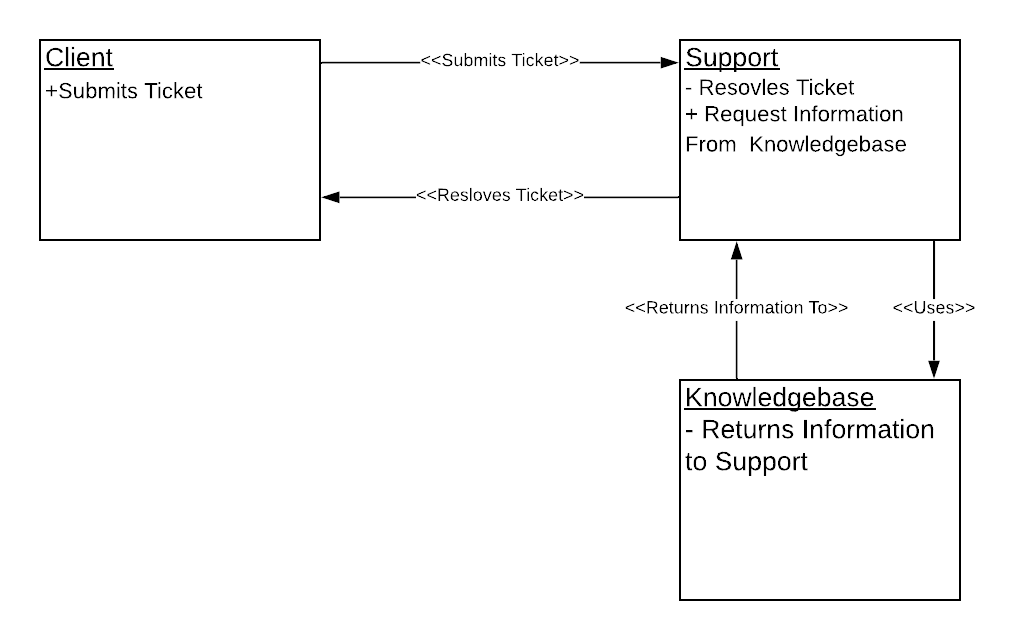 Client
+Submits Ticket
<<Submits Ticket>>
Support
- Resovles Ticket
+ Request Information
From  Knowledgebase
<<Resloves Ticket>>
<<Returns Information To>>
<<Uses>>
Knowledgebase
- Returns Information
to Support